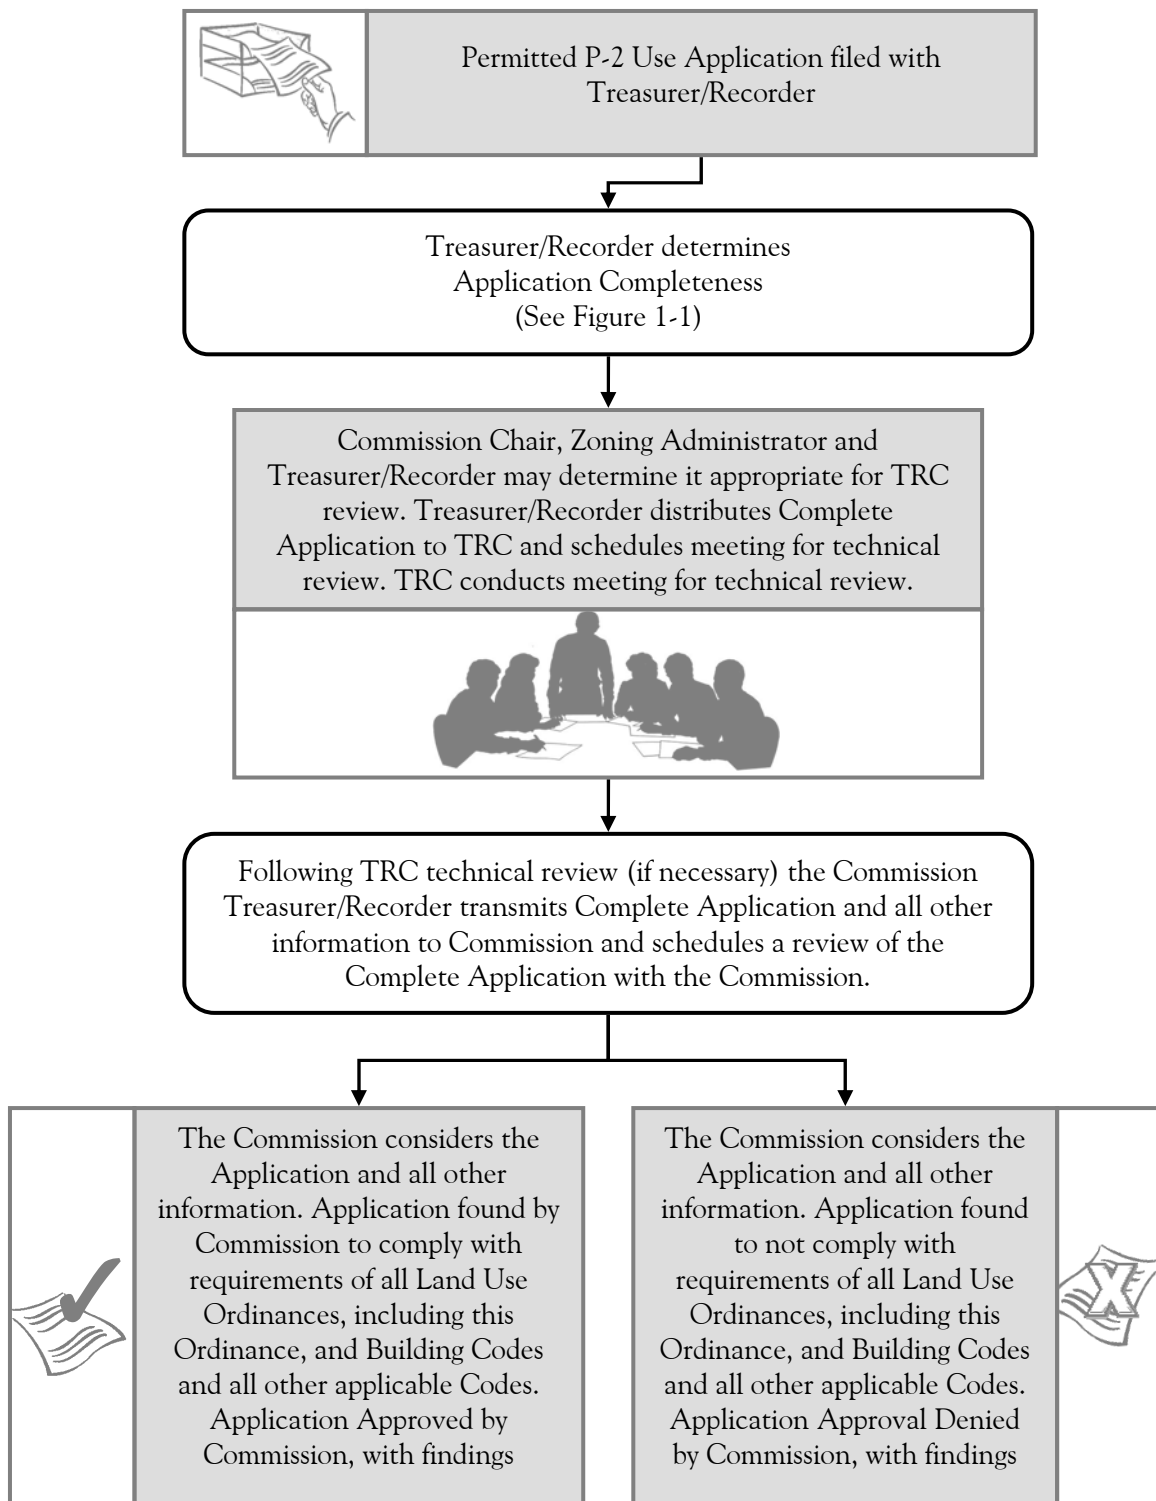 Permitted P-2 Use Application filed with
Treasurer/Recorder
Treasurer/Recorder determines
Application Completeness
(See Figure 1-1)
Commission Chair, Zoning Administrator and
Treasurer/Recorder may determine it appropriate for TRC
review. Treasurer/Recorder distributes Complete
Application to TRC and schedules meeting for technical
review. TRC conducts meeting for technical review.
Following TRC technical review (if necessary) the Commission
Treasurer/Recorder transmits Complete Application and all other
information to Commission and schedules a review of the
Complete Application with the Commission.
The Commission considers the
Application and all other
information. Application found by
Commission to comply with
requirements of all Land Use
Ordinances, including this
Ordinance, and Building Codes
and all other applicable Codes.
Application Approved by
Commission, with findings
The Commission considers the
Application and all other
information. Application found
to not comply with
requirements of all Land Use
Ordinances, including this
Ordinance, and Building Codes
and all other applicable Codes.
Application Approval Denied
by Commission, with findings
X